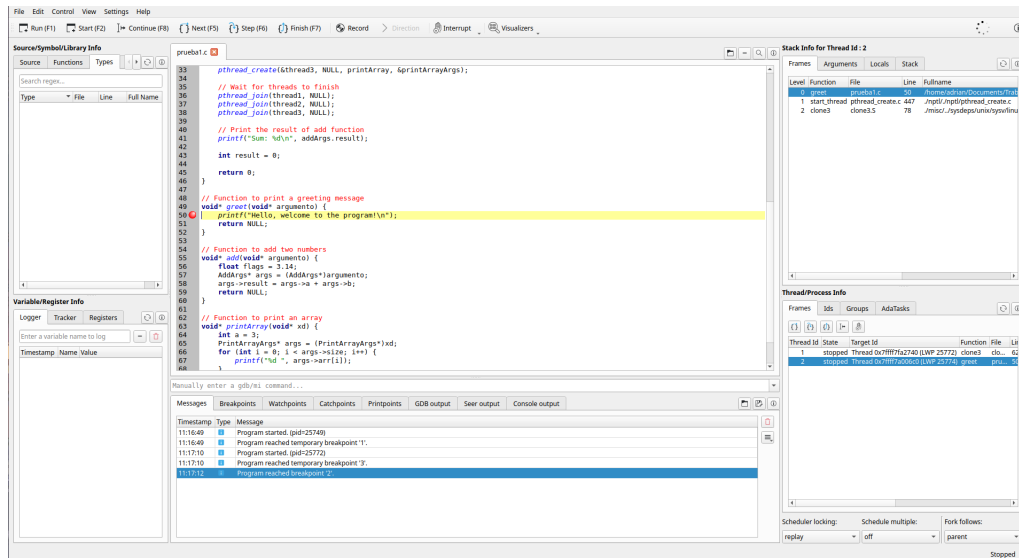 File Edit Control View Settings Help
Run (F1) Start (F2) Continue (F8) Next (F5) Step (F6) Finish (F7) Record Direction Interrupt Visualizers
Source/Symbol/Library Info
Source Functions Types
Search regex...
Type File Line Full Name
Variable/Register Info
Logger Tracker Registers
Enter a variable name to log
Timestamp Name Value
prueba1.c
33 pthread_create(&thread3, NULL, printArray, &printArrayArgs);
34
35 // Wait for threads to finish
36 pthread_join(thread1, NULL);
37 pthread_join(thread2, NULL);
38 pthread_join(thread3, NULL);
39
40 // Print the result of add function
41 printf("Sum: %d\n", addArgs.result);
42
43 int result = 0;
44
45 return 0;
46 }
47
48 // Function to print a greeting message
49 void* greet(void* argumento) {
50 printf("Hello, welcome to the program!\n");
51 return NULL;
52 }
53
54 // Function to add two numbers
55 void* add(void* argumento) {
56 float flags = 3.14;
57 AddArgs* args = (AddArgs*)argumento;
58 args->result = args->a + args->b;
59 return NULL;
60 }
61
62 // Function to print an array
63 void* printArray(void* xd) {
64 int a = 3;
65 PrintArrayArgs* args = (PrintArrayArgs*)xd;
66 for (int i = 0; i < args->size; i++) {
67 printf("%d ", args->arr[i]);
68 }
Manually enter a gdb/mi command...
Messages Breakpoints Watchpoints Catchpoints Printpoints GDB output Seer output Console output
Timestamp Type Message
11:16:49 Program started. (pid=25749)
11:16:49 Program reached temporary breakpoint '1'.
11:17:10 Program started. (pid=25772)
11:17:10 Program reached temporary breakpoint '3'.
11:17:12 Program reached breakpoint '2'.
Stack Info for Thread Id : 2
Frames Arguments Locals Stack
Level Function File Line Fullname
0 greet prueba1.c 50 /home/adrian/Documents/Trab
1 start_thread pthread_create.c 447 ./nptl/./nptl/pthread_create.c
2 clone3 clone3.S 78 ./misc/../sysdeps/unix/sysv/linu
Thread/Process Info
Frames Ids Groups AdaTasks
Thread Id State Target Id Function File Lin
1 stopped Thread 0x7ffff7fa2740 (LWP 25772) clone3 clo... 62
2 stopped Thread 0x7ffff7a006c0 (LWP 25774) greet pru... 50
Scheduler locking: Schedule multiple: Fork follows:
replay off parent
Stopped